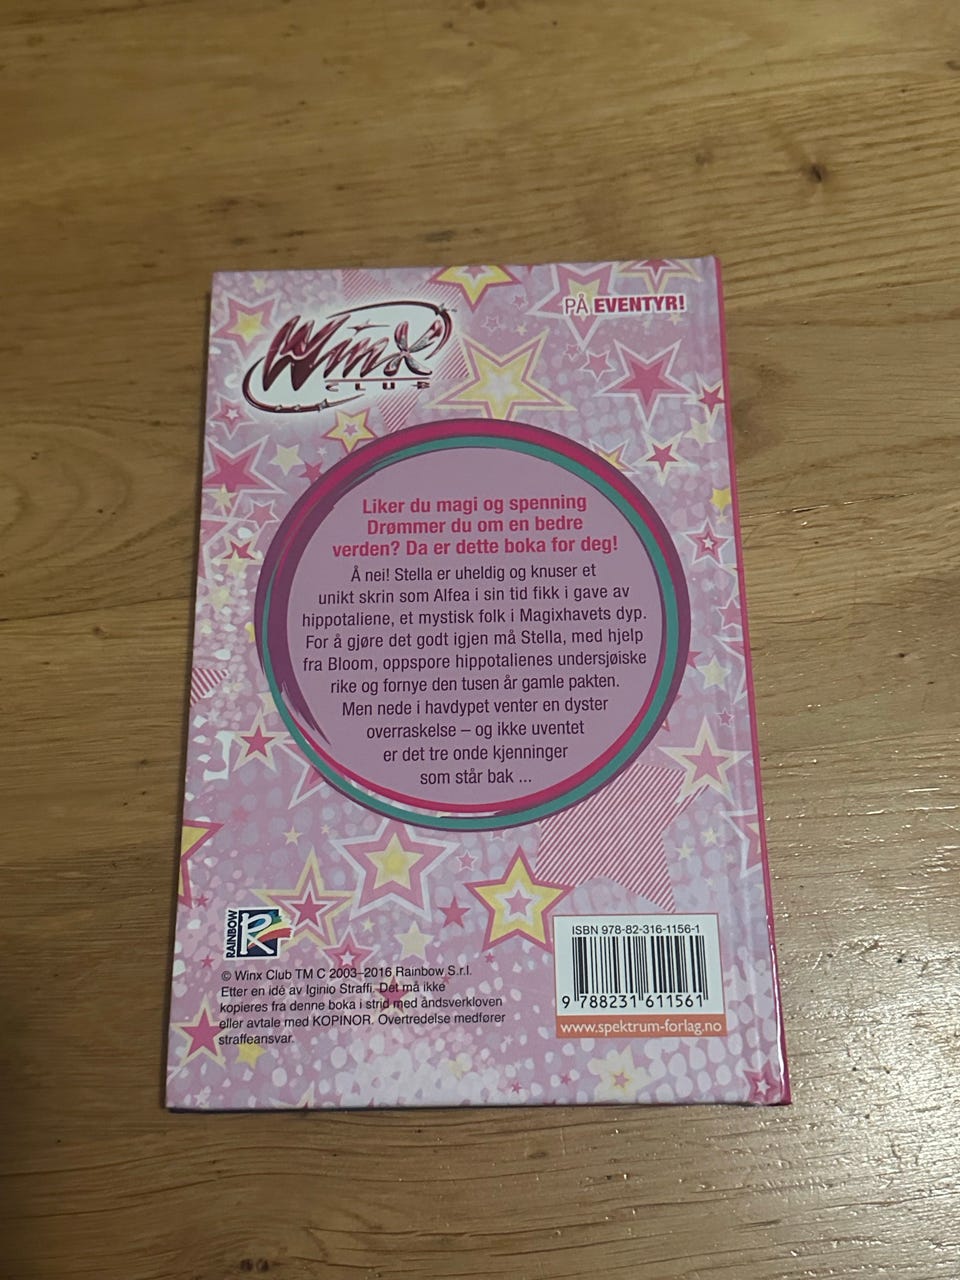 Winx
CLUB
PÅ EVENTYR!
Liker du magi og spenning
Drømmer du om en bedre
verden? Da er dette boka for deg!
Å nei! Stella er uheldig og knuser et
unikt skrin som Alfea i sin tid fikk i gave av
hippotaliene, et mystisk folk i Magixhavets dyp.
For å gjøre det godt igjen må Stella, med hjelp
fra Bloom, oppspore hippotalienes undersjøiske
rike og fornye den tusen år gamle pakten.
Men nede i havdypet venter en dyster
overraskelse – og ikke uventet
er det tre onde kjenninger
som står bak ...
RAINBOW
R
© Winx Club TM C 2003–2016 Rainbow S.r.l.
Etter en idé av Iginio Straffi. Det må ikke
kopieres fra denne boka i strid med åndsverkloven
eller avtale med KOPINOR. Overtredelse medfører
straffeansvar.
ISBN 978-82-316-1156-1
9 788231 611561
www.spektrum-forlag.no